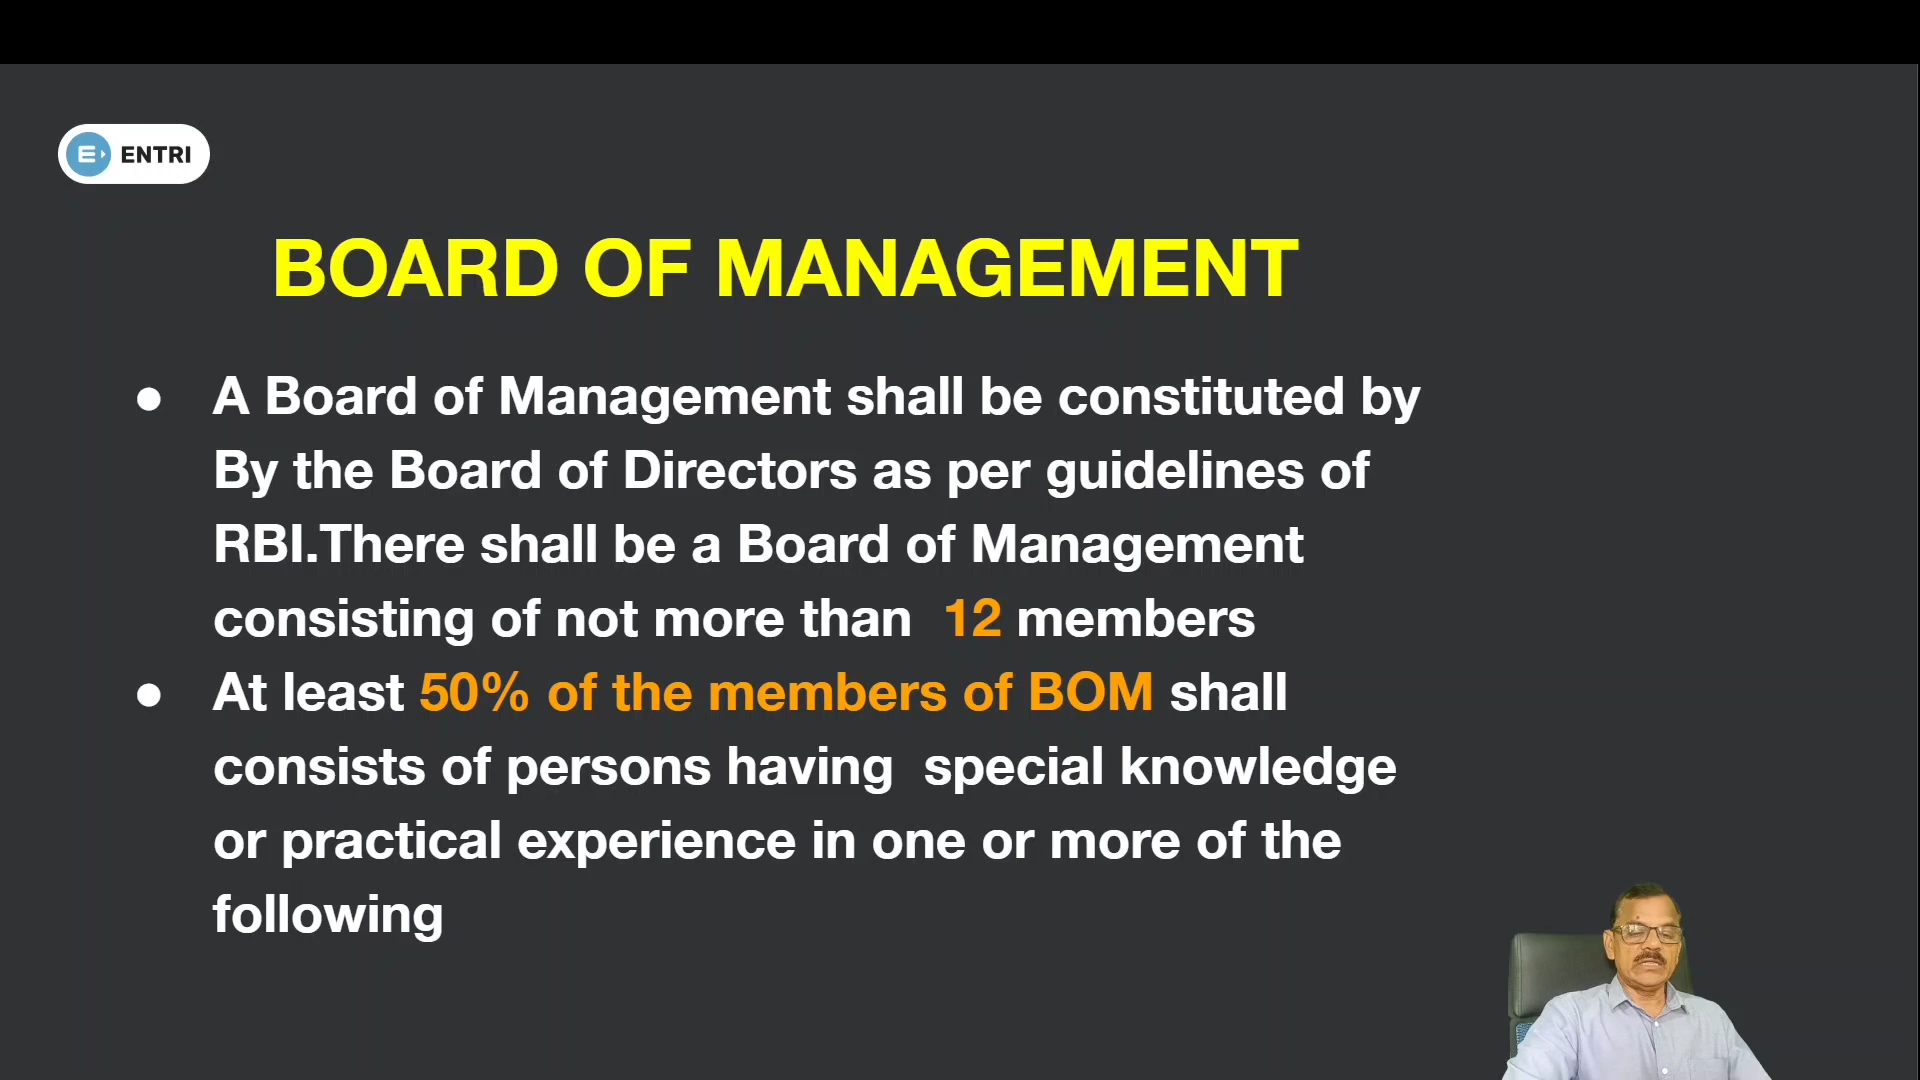 ENTRI
BOARD OF MANAGEMENT
● A Board of Management shall be constituted by
By the Board of Directors as per guidelines of
RBI.There shall be a Board of Management
consisting of not more than 12 members
● At least 50% of the members of BOM shall
consists of persons having special knowledge
or practical experience in one or more of the
following